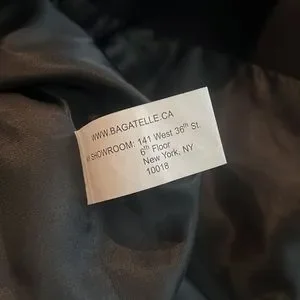 WWW.BAGATELLE.CA
SHOWROOM: 141 West 36th St.
6th Floor
New York, NY
10018